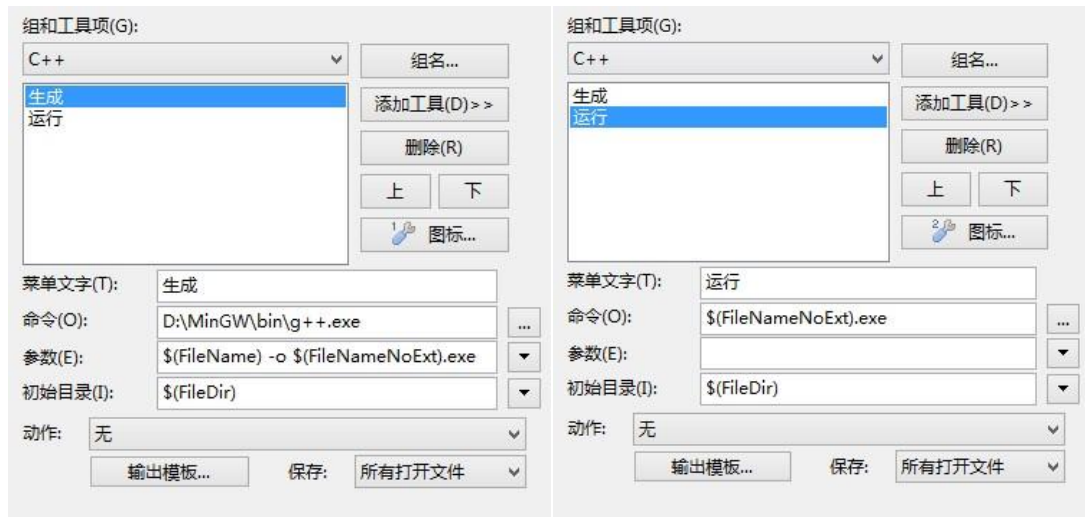 组和工具项(G):
C++
组名...
生成
运行
添加工具(D)>>
删除(R)
上 下
1 图标...
菜单文字(T): 生成
命令(O): D:\MinGW\bin\g++.exe ...
参数(E): $(FileName) -o $(FileNameNoExt).exe
初始目录(I): $(FileDir)
动作: 无
输出模板... 保存: 所有打开文件
组和工具项(G):
C++
组名...
生成
运行
添加工具(D)>>
删除(R)
上 下
2 图标...
菜单文字(T): 运行
命令(O): $(FileNameNoExt).exe ...
参数(E):
初始目录(I): $(FileDir)
动作: 无
输出模板... 保存: 所有打开文件